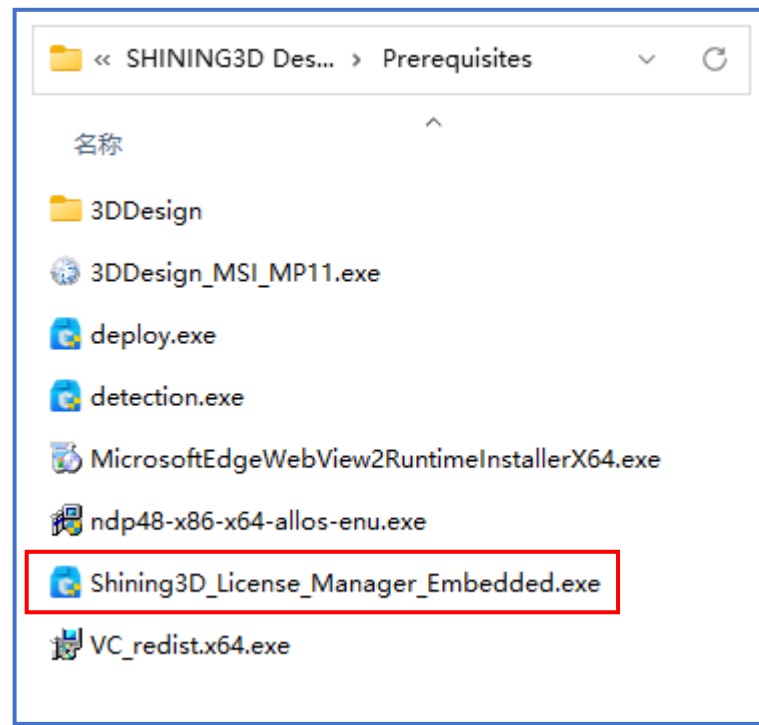 « SHINING3D Des... > Prerequisites
名称
3DDesign
3DDesign_MSI_MP11.exe
deploy.exe
detection.exe
MicrosoftEdgeWebView2RuntimeInstallerX64.exe
ndp48-x86-x64-allos-enu.exe
Shining3D_License_Manager_Embedded.exe
VC_redist.x64.exe